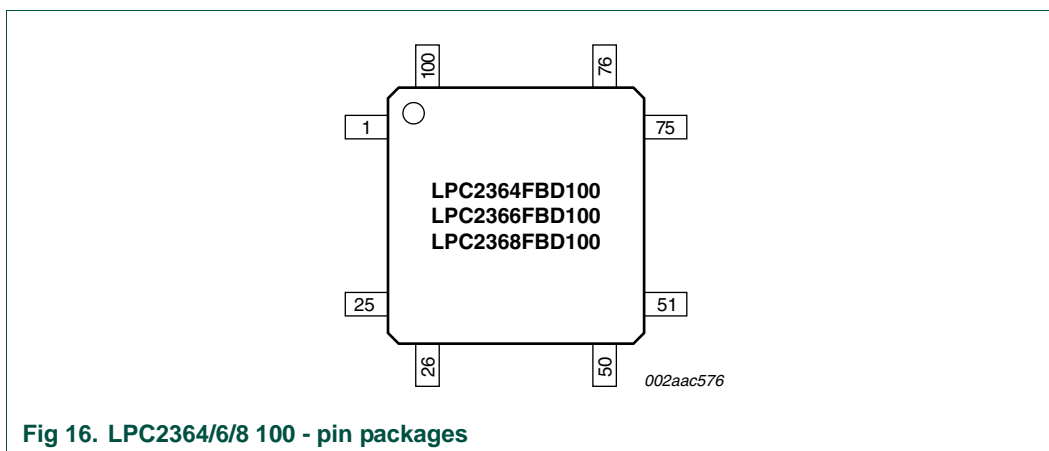 100 76
1 75
LPC2364FBD100
LPC2366FBD100
LPC2368FBD100
25 51
26 50
002aac576
Fig 16. LPC2364/6/8 100 - pin packages